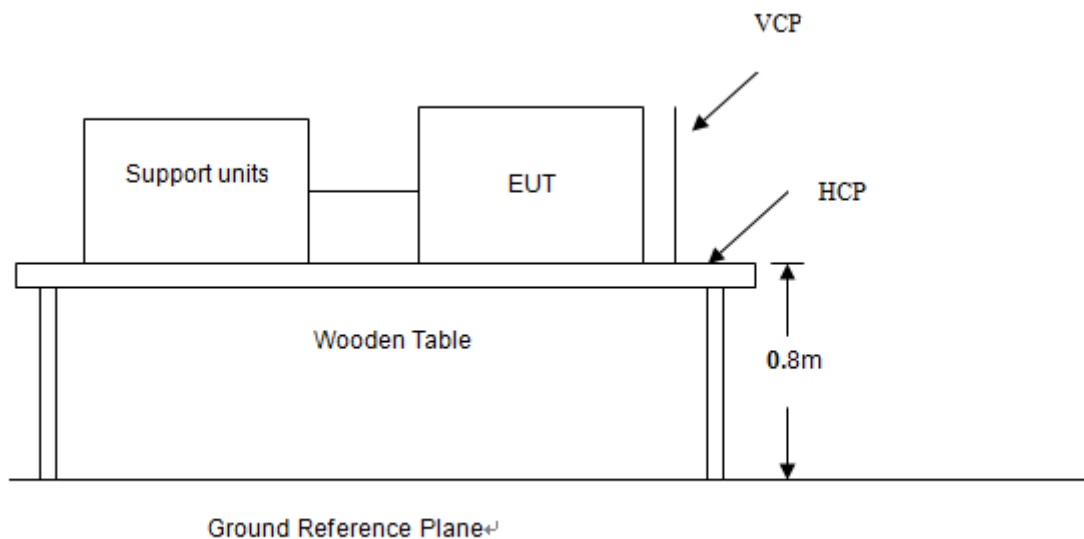 VCP
Support units
EUT
HCP
Wooden Table
0.8m
Ground Reference Plane↵